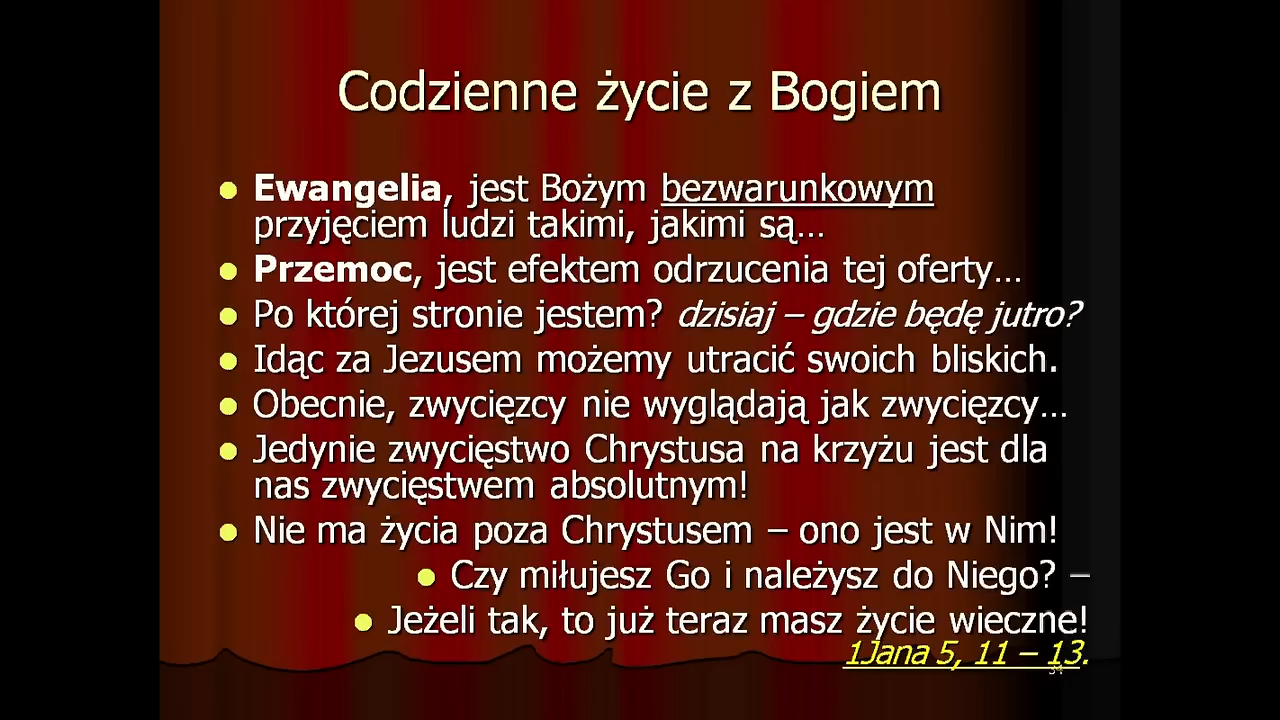 Codzienne życie z Bogiem
Ewangelia, jest Bożym bezwarunkowym
przyjęciem ludzi takimi, jakimi są…
Przemoc, jest efektem odrzucenia tej oferty…
Po której stronie jestem? dzisiaj – gdzie będę jutro?
Idąc za Jezusem możemy utracić swoich bliskich.
Obecnie, zwycięzcy nie wyglądają jak zwycięzcy…
Jedynie zwycięstwo Chrystusa na krzyżu jest dla
nas zwycięstwem absolutnym!
Nie ma życia poza Chrystusem – ono jest w Nim!
Czy miłujesz Go i należysz do Niego? –
Jeżeli tak, to już teraz masz życie wieczne!
1Jana 5, 11 – 13.